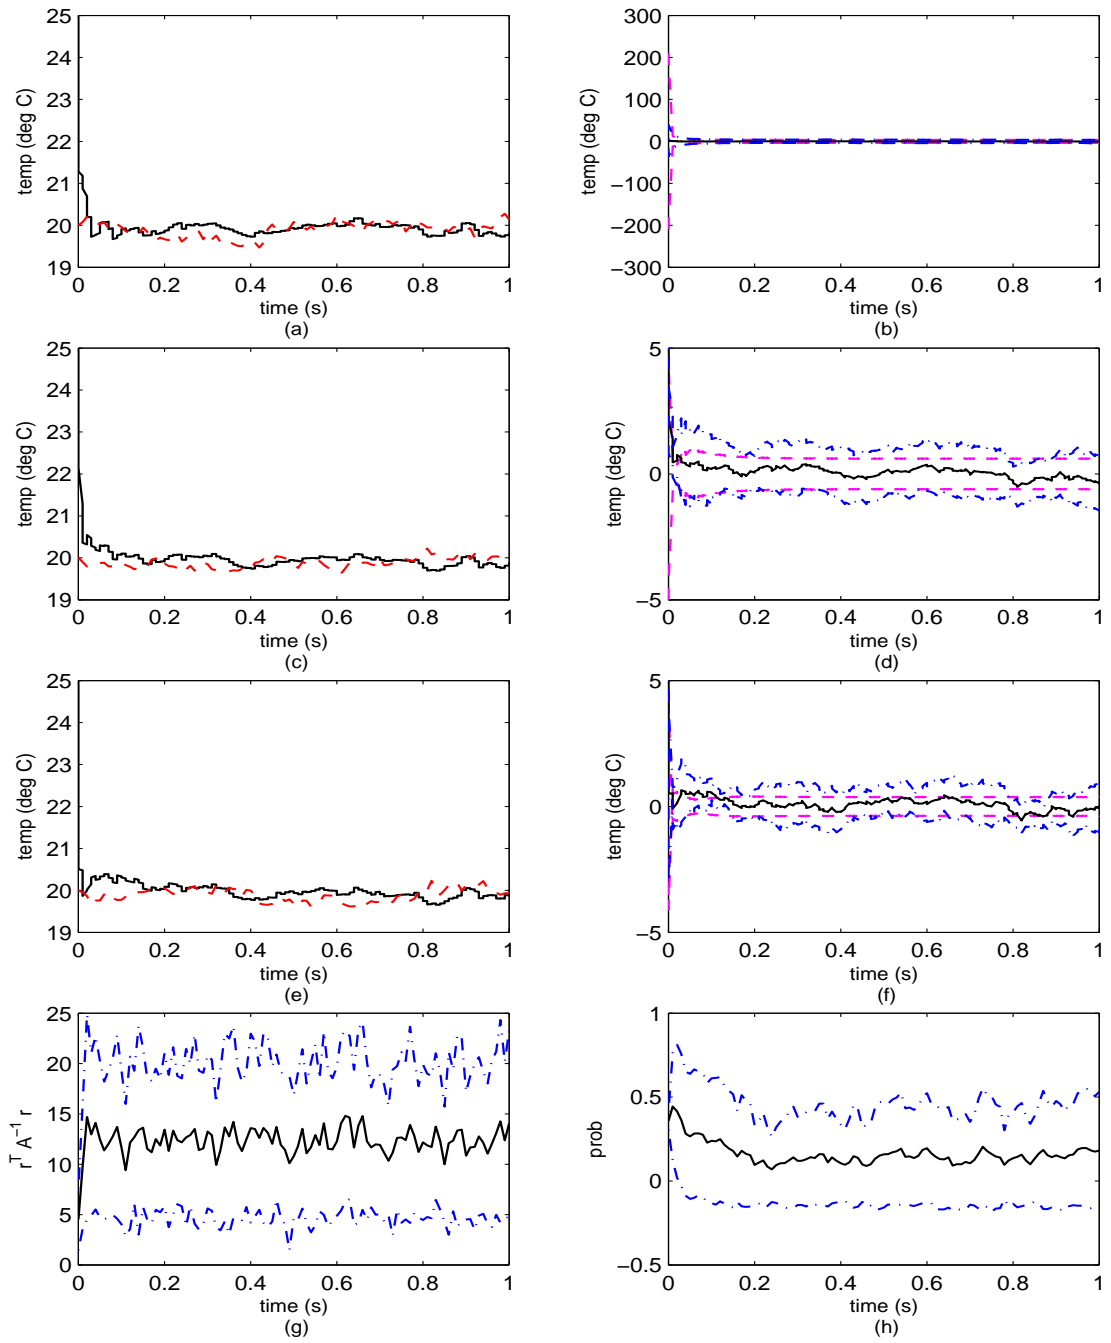 25
24
23
22
21
20
19
temp (deg C)
0 0.2 0.4 0.6 0.8 1
time (s)
(a)
300
200
100
0
−100
−200
−300
temp (deg C)
0 0.2 0.4 0.6 0.8 1
time (s)
(b)
25
24
23
22
21
20
19
temp (deg C)
0 0.2 0.4 0.6 0.8 1
time (s)
(c)
5
0
−5
temp (deg C)
0 0.2 0.4 0.6 0.8 1
time (s)
(d)
25
24
23
22
21
20
19
temp (deg C)
0 0.2 0.4 0.6 0.8 1
time (s)
(e)
5
0
−5
temp (deg C)
0 0.2 0.4 0.6 0.8 1
time (s)
(f)
25
20
15
10
5
0
r^T A^−1 r
0 0.2 0.4 0.6 0.8 1
time (s)
(g)
1
0.5
0
−0.5
prob
0 0.2 0.4 0.6 0.8 1
time (s)
(h)